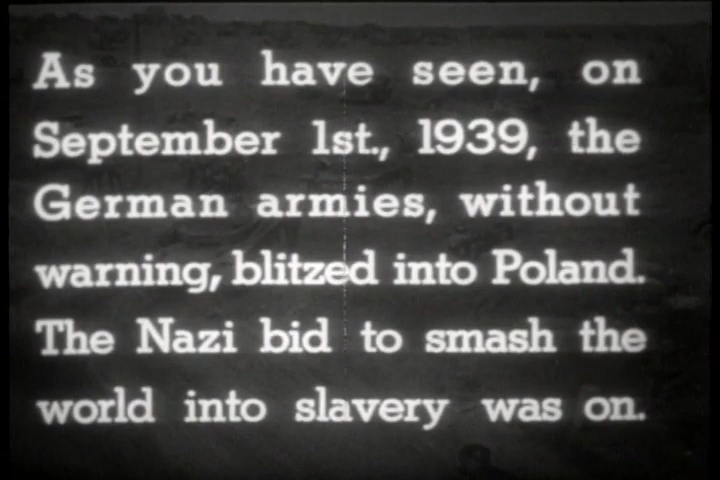 As you have seen, on
September 1st., 1939, the
German armies, without
warning, blitzed into Poland.
The Nazi bid to smash the
world into slavery was on.